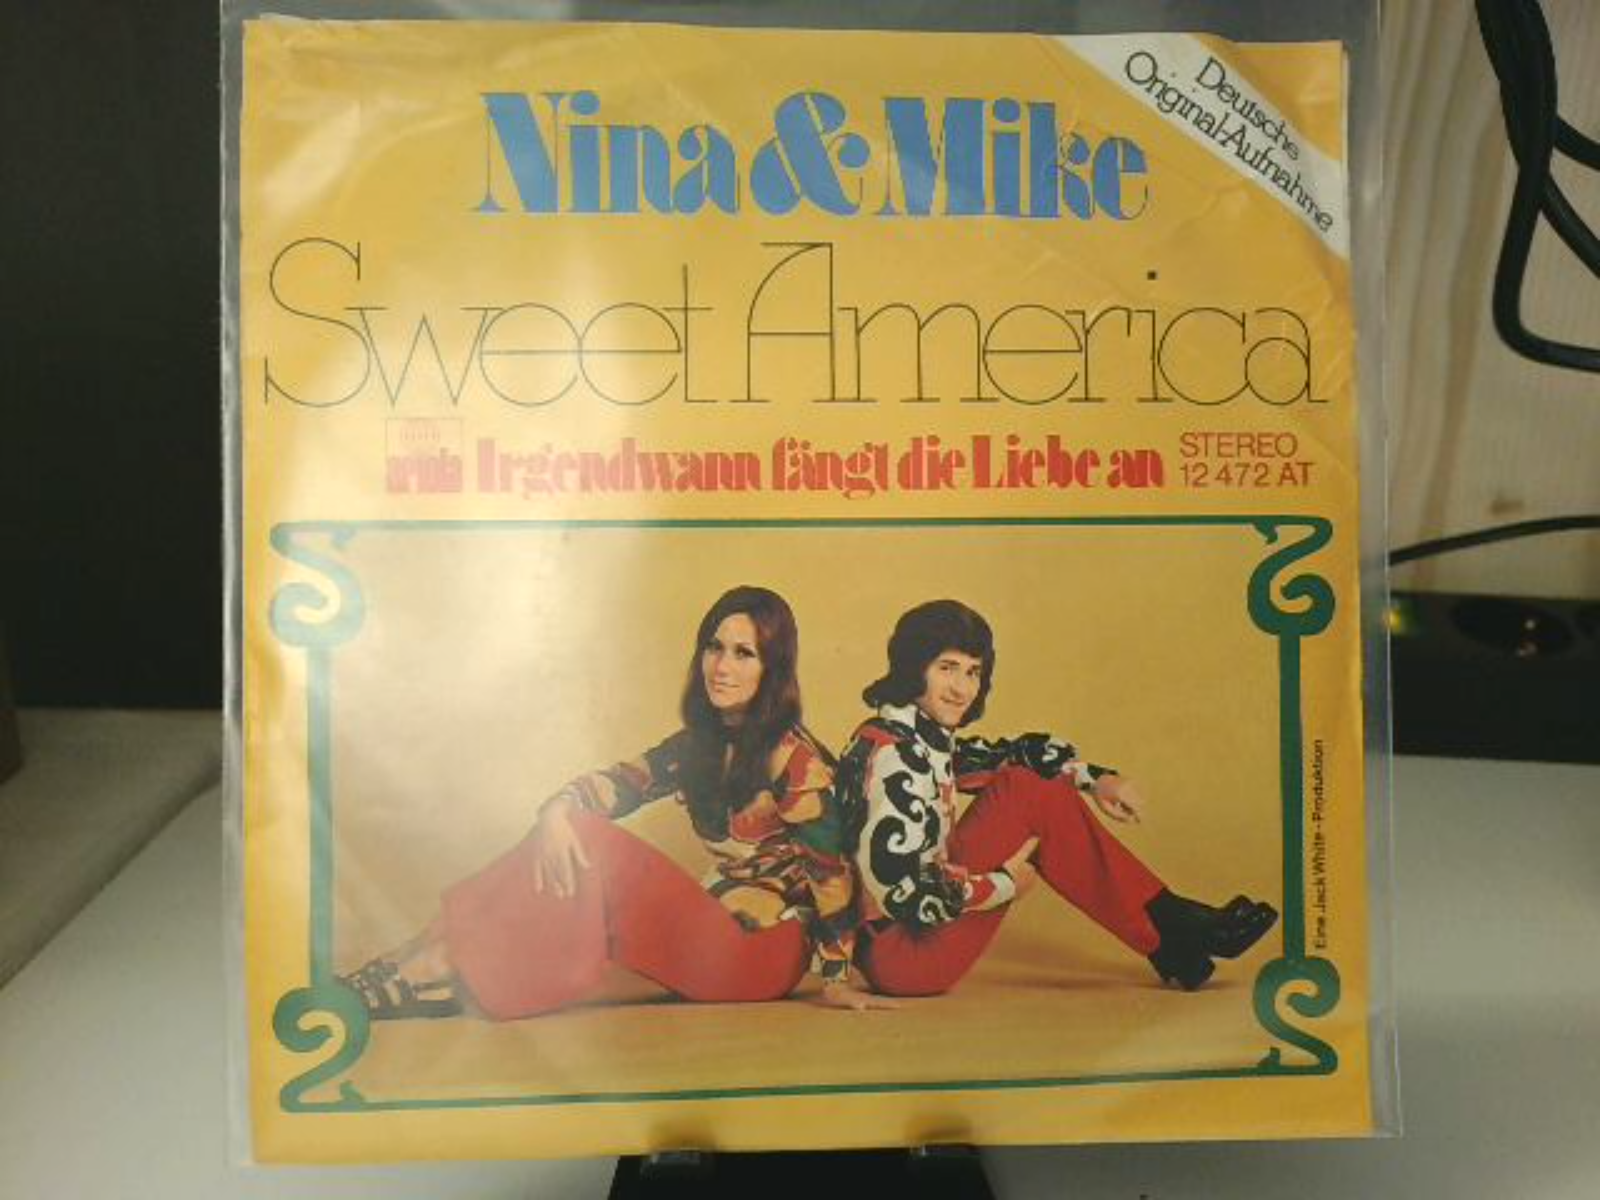 Deutsche
Original-Aufnahme
Nina & Mike
Sweet America
ariola
Irgendwann fängt die Liebe an
STEREO
12 472 AT
Eine Jack White-Produktion